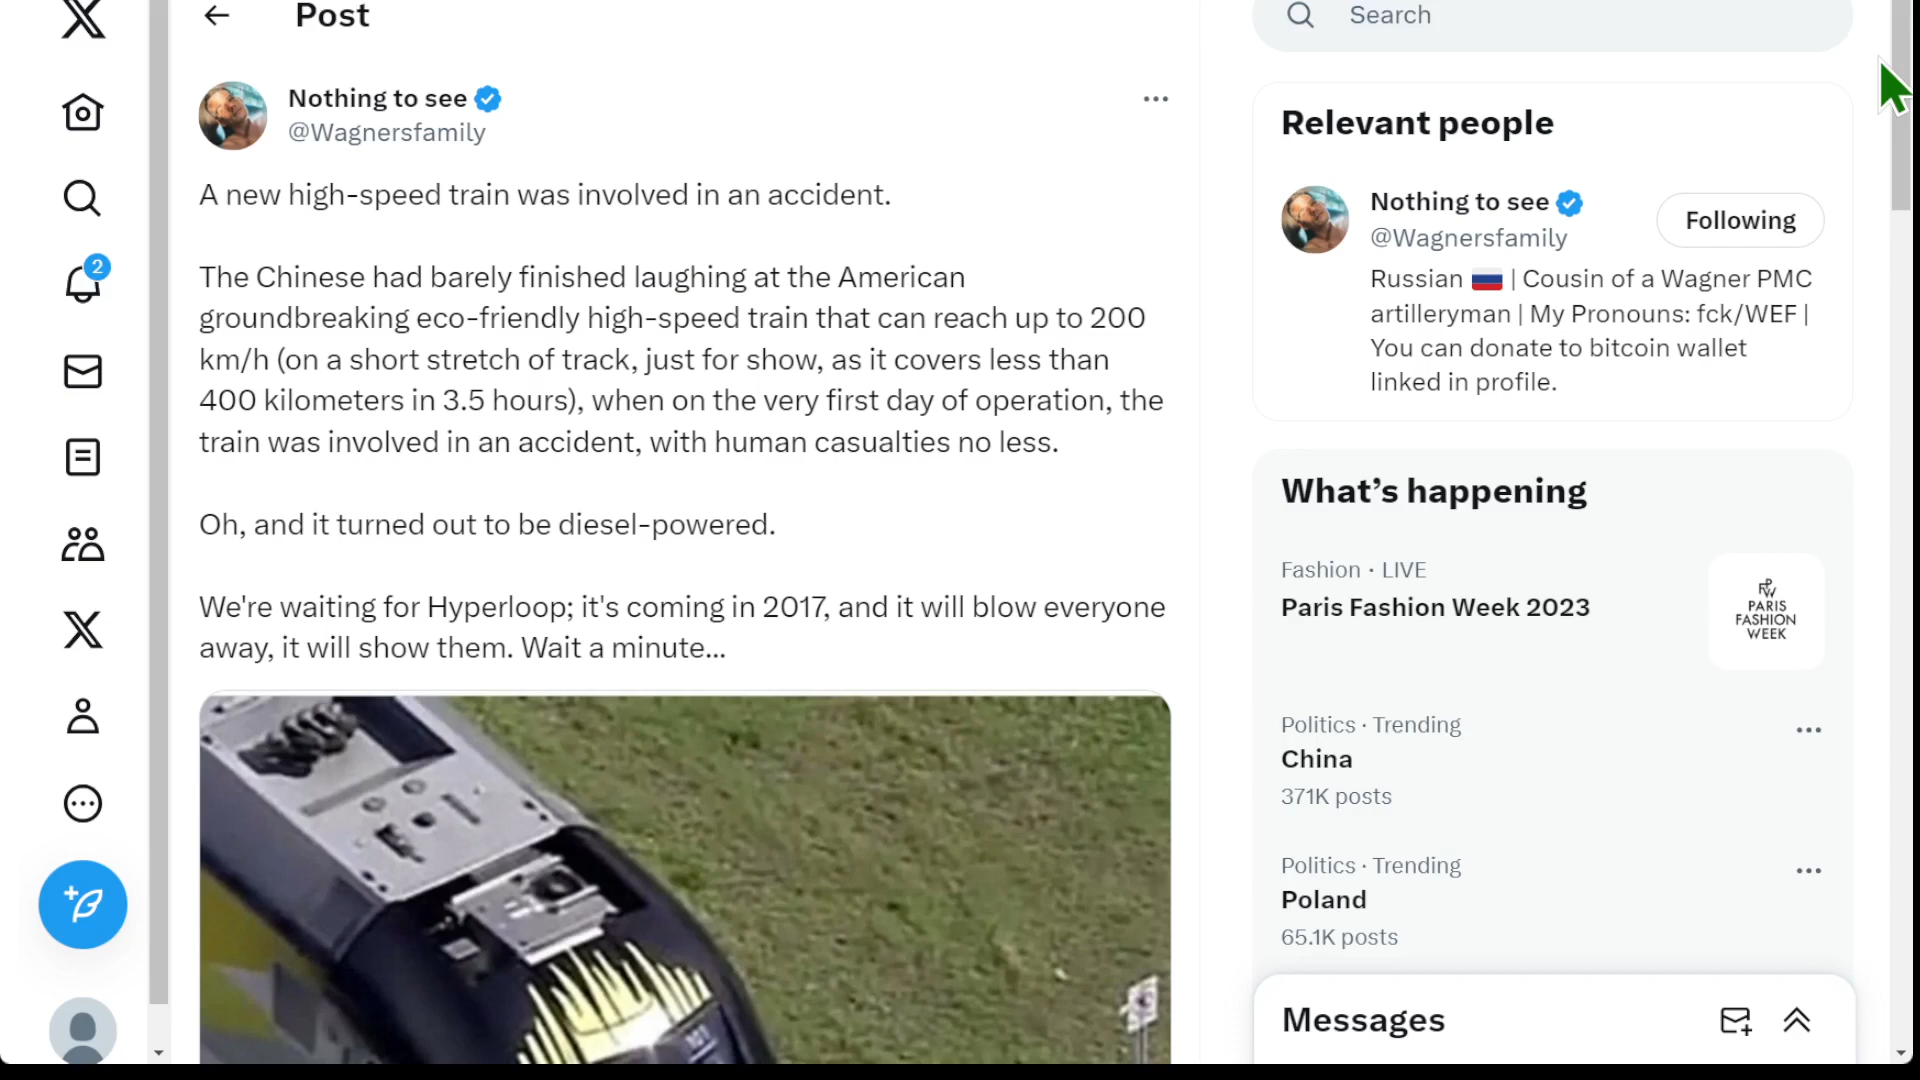 Post
Nothing to see
@Wagnersfamily
A new high-speed train was involved in an accident.
The Chinese had barely finished laughing at the American
groundbreaking eco-friendly high-speed train that can reach up to 200
km/h (on a short stretch of track, just for show, as it covers less than
400 kilometers in 3.5 hours), when on the very first day of operation, the
train was involved in an accident, with human casualties no less.
Oh, and it turned out to be diesel-powered.
We're waiting for Hyperloop; it's coming in 2017, and it will blow everyone
away, it will show them. Wait a minute...
2
Search
Relevant people
Nothing to see
@Wagnersfamily
Following
Russian 🇷🇺 | Cousin of a Wagner PMC
artilleryman | My Pronouns: fck/WEF |
You can donate to bitcoin wallet
linked in profile.
What’s happening
Fashion · LIVE
Paris Fashion Week 2023
PARIS
FASHION
WEEK
Politics · Trending
China
371K posts
Politics · Trending
Poland
65.1K posts
Messages